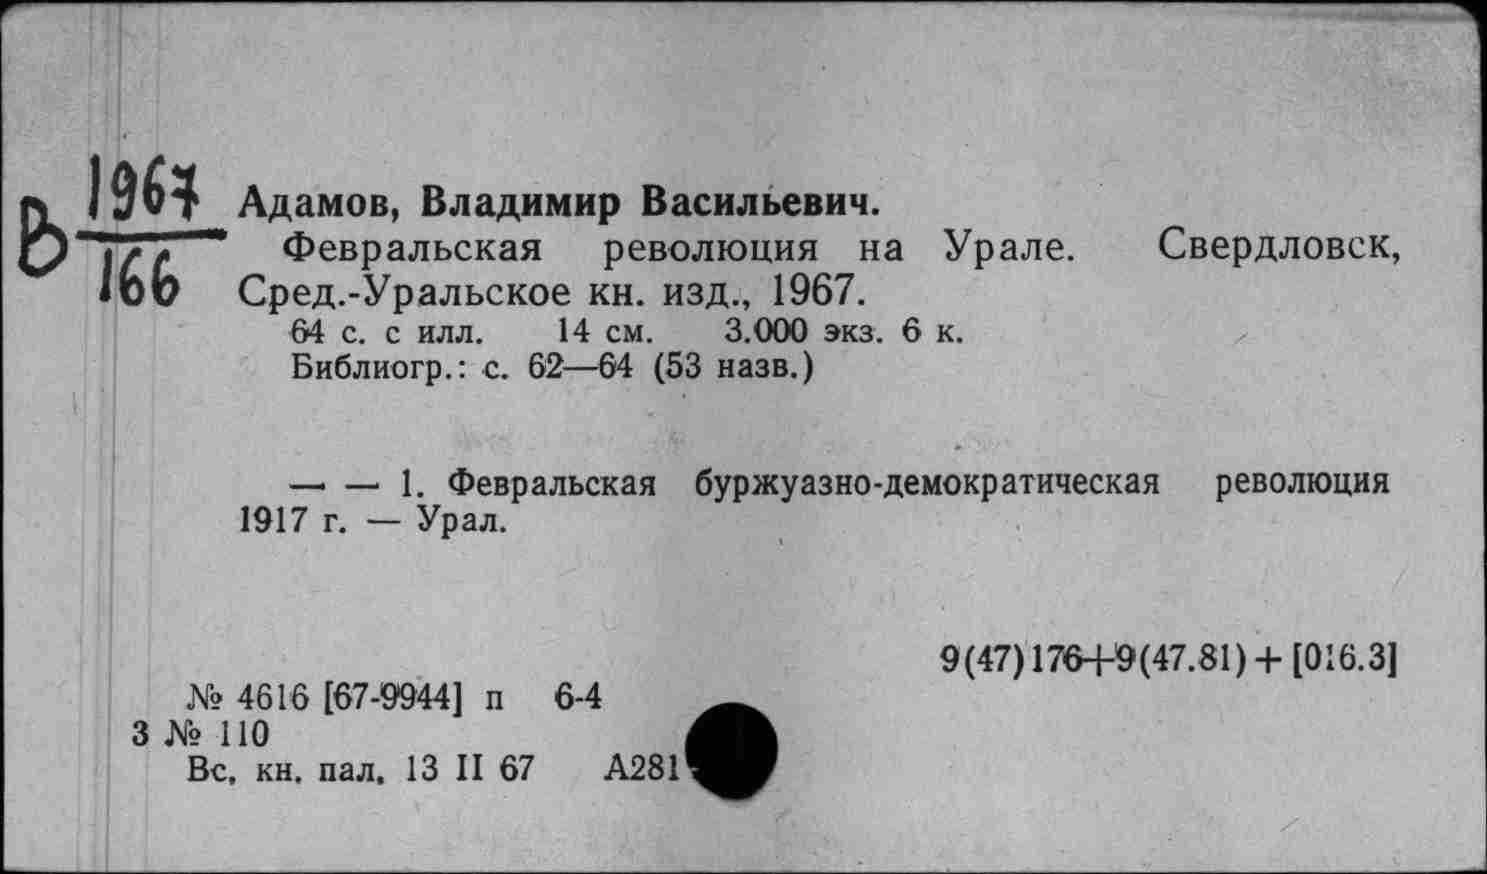 В 1967
166
Адамов, Владимир Васильевич.
Февральская революция на Урале. Свердловск,
Сред.-Уральское кн. изд., 1967.
64 с. с илл. 14 см. 3.000 экз. 6 к.
Библиогр.: с. 62—64 (53 назв.)
— — 1. Февральская буржуазно-демократическая революция
1917 г. — Урал.
9(47)176+9(47.81)+[016.3]
№ 4616 [67-9944] п 6-4
З № 110
Вс. кн. пал. 13 II 67 А281